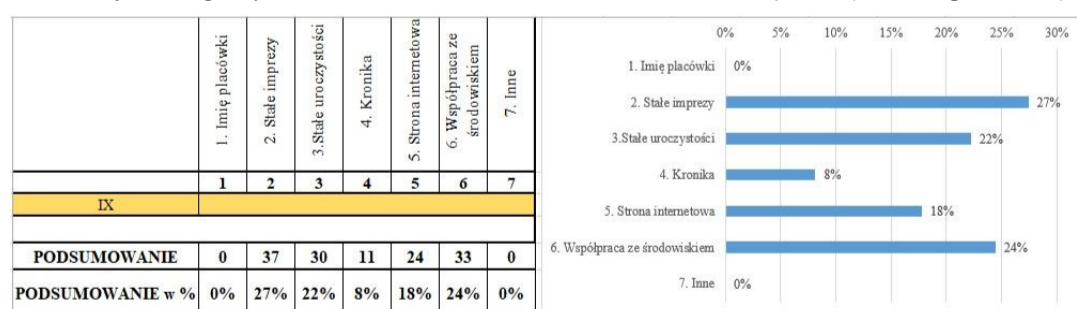 1. Imię placówki
2. Stałe imprezy
3.Stałe uroczystości
4. Kronika
5. Strona internetowa
6. Współpraca ze
środowiskiem
7. Inne
1 2 3 4 5 6 7
IX
PODSUMOWANIE 0 37 30 11 24 33 0
PODSUMOWANIE w % 0% 27% 22% 8% 18% 24% 0%
0% 5% 10% 15% 20% 25% 30%
1. Imię placówki 0%
2. Stałe imprezy 27%
3.Stałe uroczystości 22%
4. Kronika 8%
5. Strona internetowa 18%
6. Współpraca ze środowiskiem 24%
7. Inne 0%